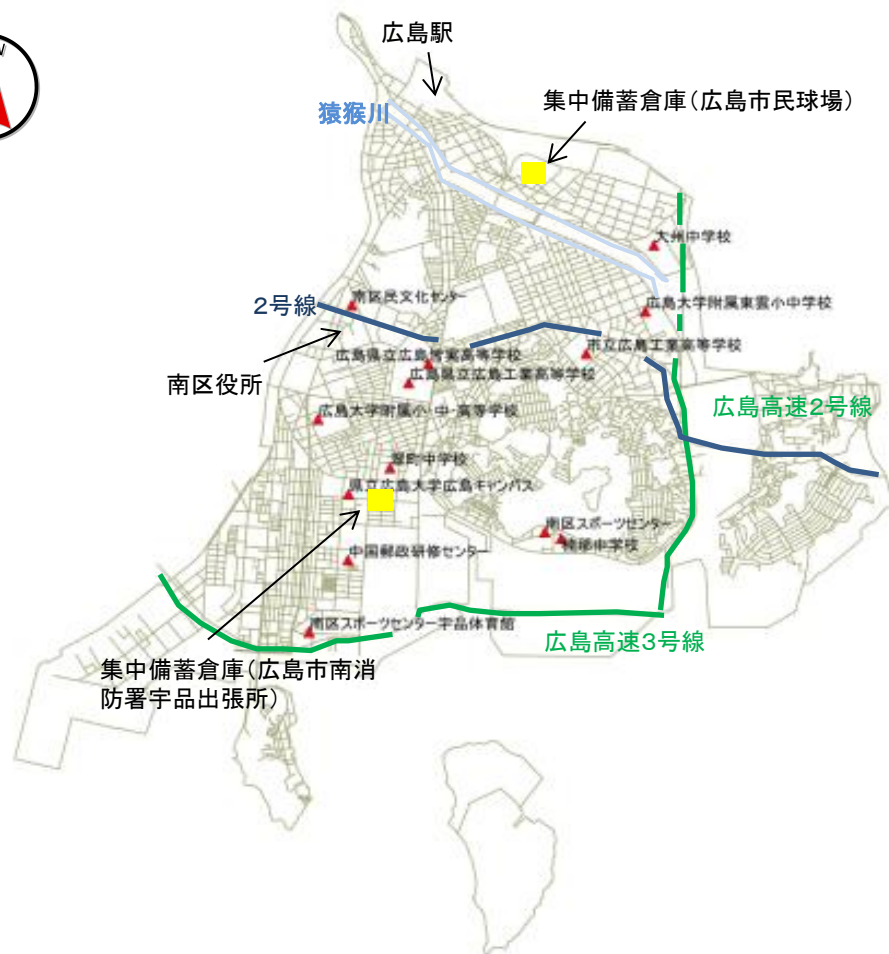 N
広島駅
集中備蓄倉庫(広島市民球場)
猿猴川
大州中学校
南区民文化センター
2号線
広島大学附属東雲小中学校
市立広島工業高等学校
広島県立広島皆実高等学校
南区役所
広島県立広島工業高等学校
広島高速2号線
広島大学附属小・中・高等学校
翠町中学校
県立広島大学広島キャンパス
南区スポーツセンター
中国郵政研修センター
南区スポーツセンター宇品体育館
広島高速3号線
集中備蓄倉庫(広島市南消
防署宇品出張所)